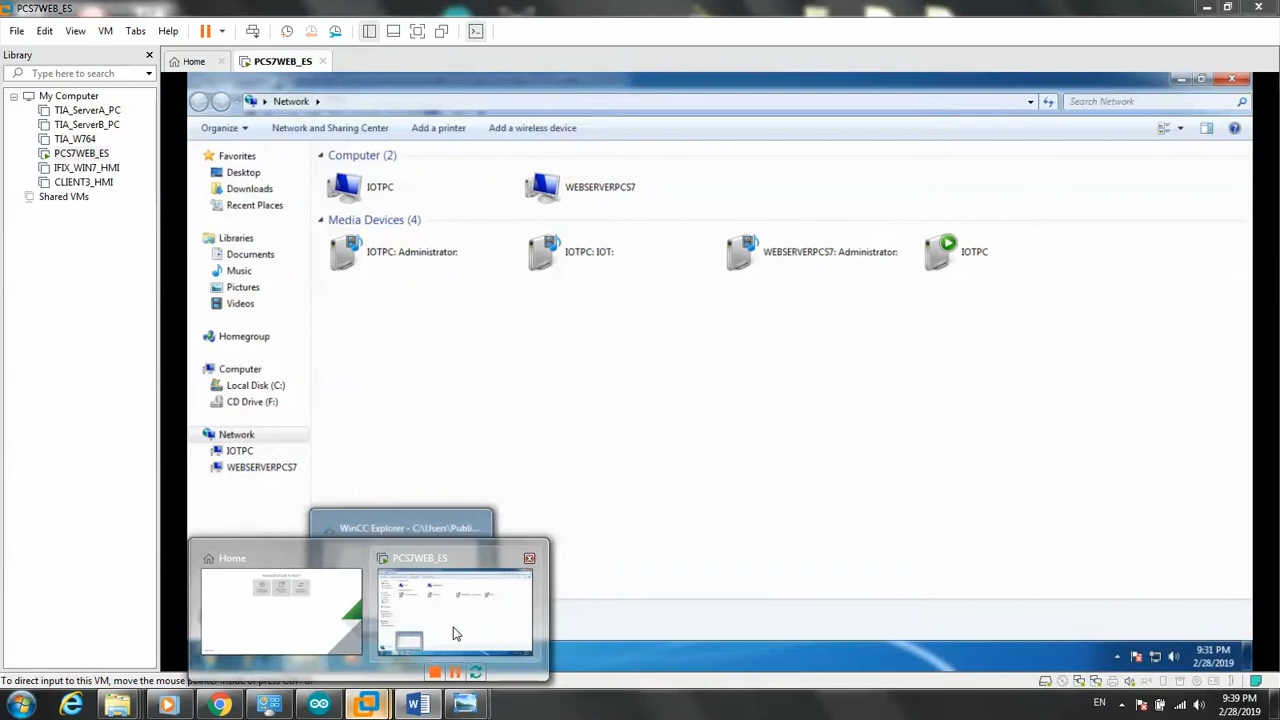 PCS7WEB_ES
File Edit View VM Tabs Help
Library
Home
PCS7WEB_ES
Type here to search
My Computer
TIA_ServerA_PC
TIA_ServerB_PC
TIA_W764
PCS7WEB_ES
IFIX_WIN7_HMI
CLIENT3_HMI
Shared VMs
Network
Search Network
Organize Network and Sharing Center Add a printer Add a wireless device
Favorites
Desktop
Downloads
Recent Places
Libraries
Documents
Music
Pictures
Videos
Homegroup
Computer
Local Disk (C:)
CD Drive (F:)
Network
IOTPC
WEBSERVERPCS7
Computer (2)
IOTPC
WEBSERVERPCS7
Media Devices (4)
IOTPC: Administrator:
IOTPC: IOT:
WEBSERVERPCS7: Administrator:
IOTPC
WinCC Explorer - C:\Users\Publi...
Home
PCS7WEB_ES
9:31 PM
2/28/2019
To direct input to this VM, move the mouse pointer inside or press Ctrl+G.
EN
9:39 PM
2/28/2019